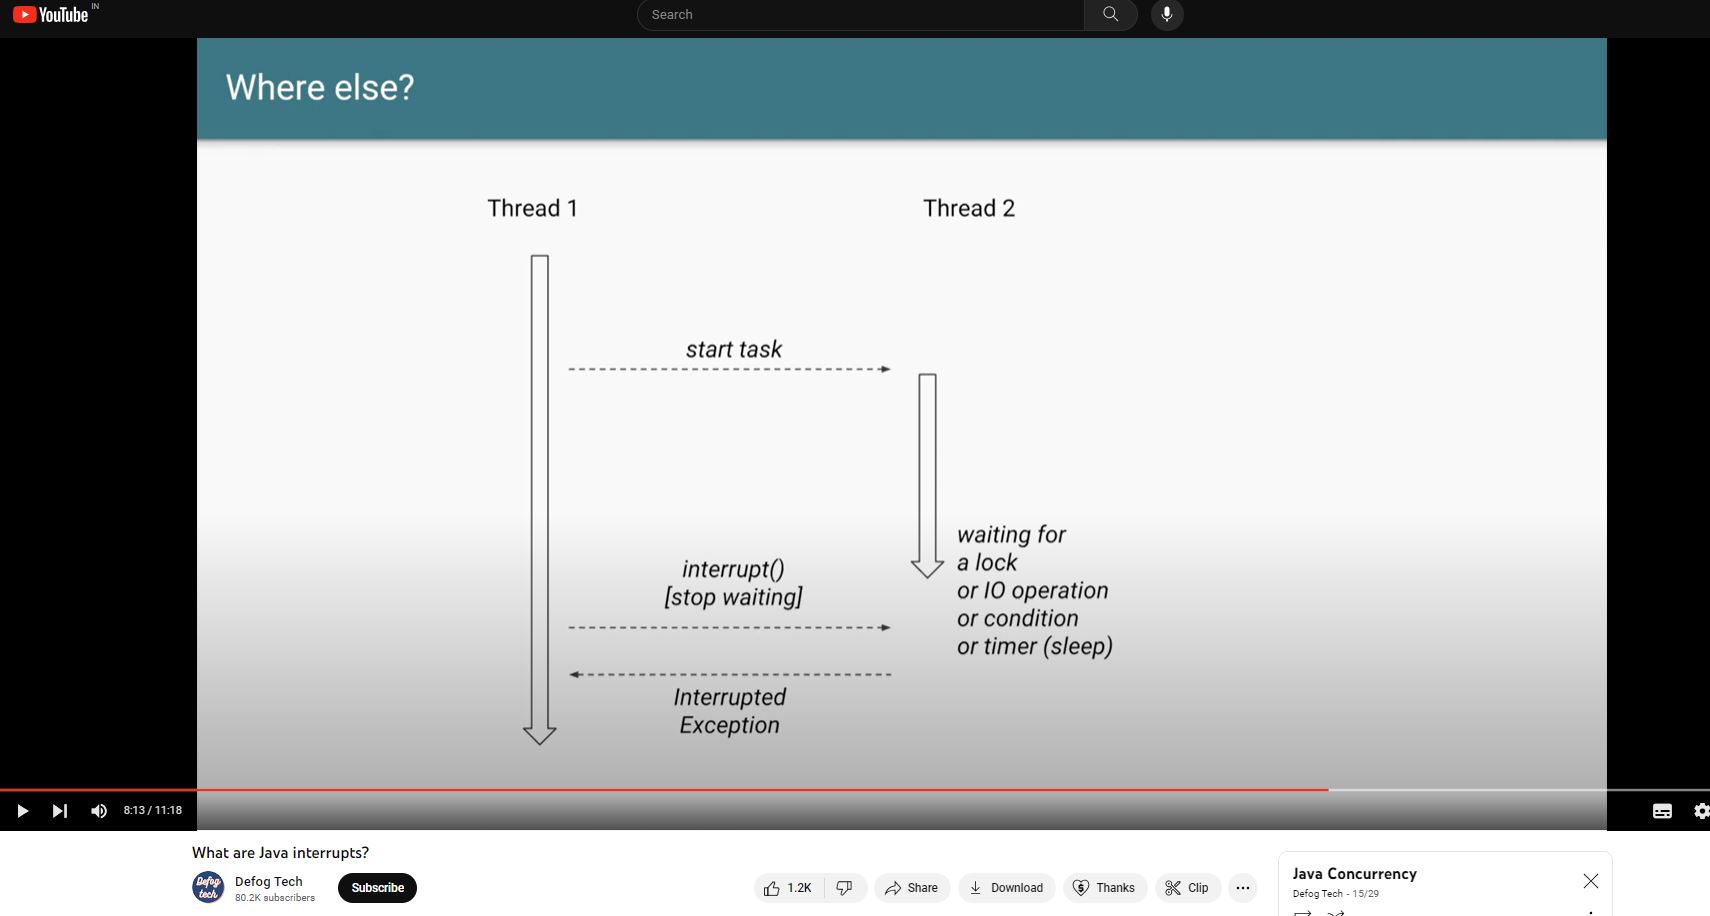 YouTube IN
Search
Where else?
Thread 1
Thread 2
start task
waiting for
a lock
or IO operation
or condition
or timer (sleep)
interrupt()
[stop waiting]
Interrupted
Exception
8:13 / 11:18
What are Java interrupts?
Defog
tech
Defog Tech
80.2K subscribers
Subscribe
1.2K
Share
Download
Thanks
Clip
Java Concurrency
Defog Tech - 15/29